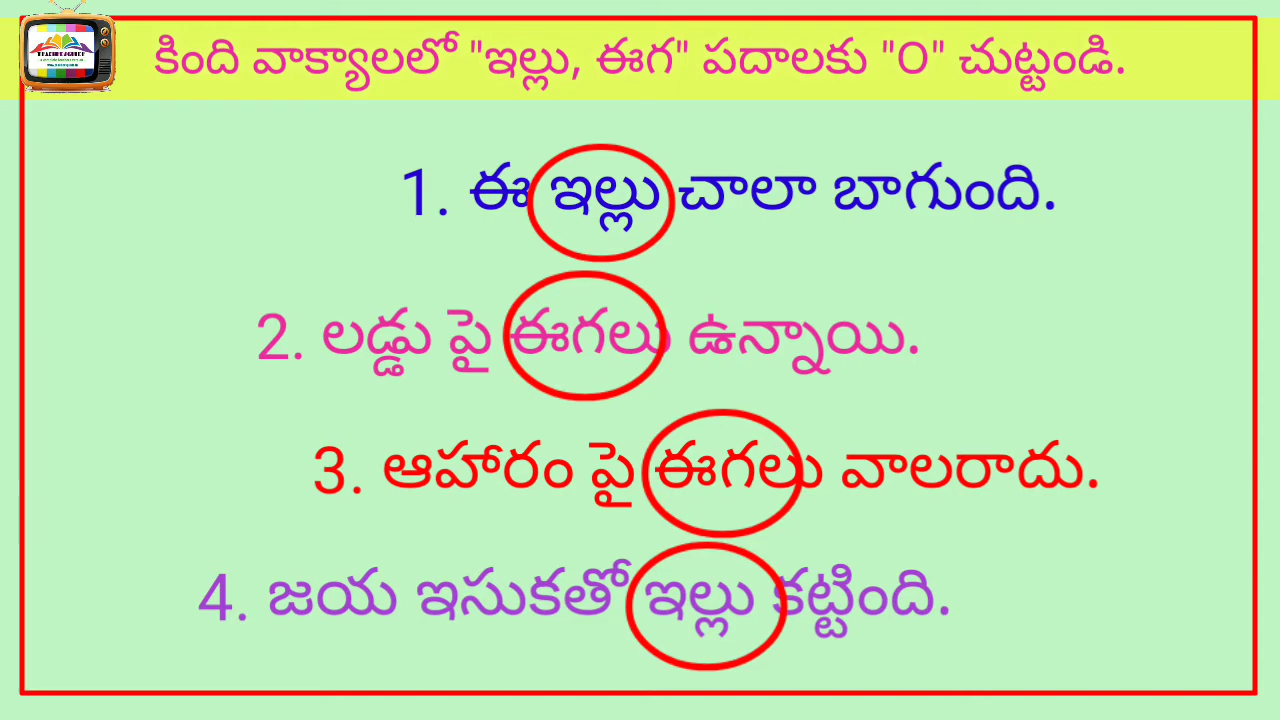 కింది వాక్యాలలో "ఇల్లు, ఈగ" పదాలకు "O" చుట్టండి.
1. ఈ ఇల్లు చాలా బాగుంది.
2. లడ్డు పై ఈగలు ఉన్నాయి.
3. ఆహారం పై ఈగలు వాలరాదు.
4. జయ ఇసుకతో ఇల్లు కట్టింది.